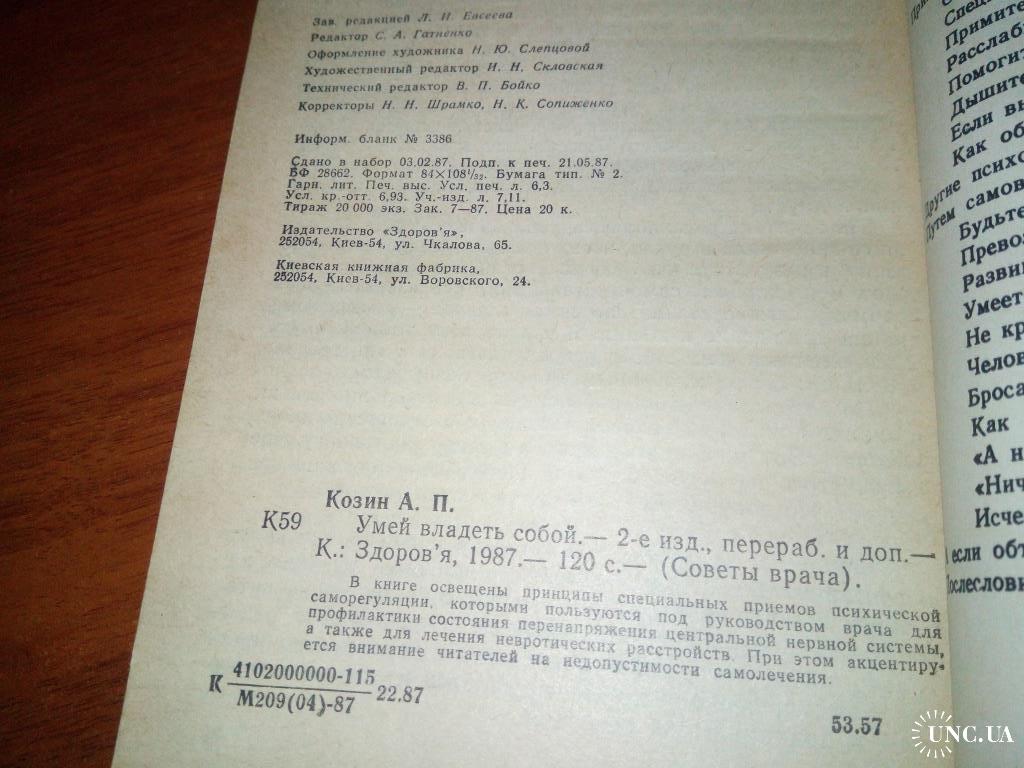 Зав. редакцией Л. И. Евсеева
Редактор С. А. Гатненко
Оформление художника Н. Ю. Слепцовой
Художественный редактор И. Н. Скловская
Технический редактор В. П. Бойко
Корректоры Н. Н. Шрамко, Н. К. Сопиженко
Информ. бланк № 3386
Сдано в набор 03.02.87. Подп. к печ. 21.05.87.
БФ 28662. Формат 84×108¹/₃₂. Бумага тип. № 2.
Гарн. лит. Печ. выс. Усл. печ. л. 6,3.
Усл. кр.-отт. 6,93. Уч.-изд. л. 7,11.
Тираж 20 000 экз. Зак. 7—87. Цена 20 к.
Издательство «Здоров'я»,
252054, Киев-54, ул. Чкалова, 65.
Киевская книжная фабрика,
252054, Киев-54, ул. Воровского, 24.
Козин А. П.
К59
Умей владеть собой.— 2-е изд., перераб. и доп.—
К.: Здоров'я, 1987.— 120 с.— (Советы врача).
В книге освещены принципы специальных приемов психической
саморегуляции, которыми пользуются под руководством врача для
профилактики состояния перенапряжения центральной нервной системы,
а также для лечения невротических расстройств. При этом акцентиру-
ется внимание читателей на недопустимости самолечения.
К 4102000000-115
М209(04)-87
22.87
53.57
Примите
Расслаб
Помогит
Дышите
Если вы
Как об
Другие психо
Путем самов
Будьте
Превоз
Развив
Умеет
Не кр
Челов
Броса
Как
«А н
«Нич
Исче
если объ
Послеслови
UNC.UA